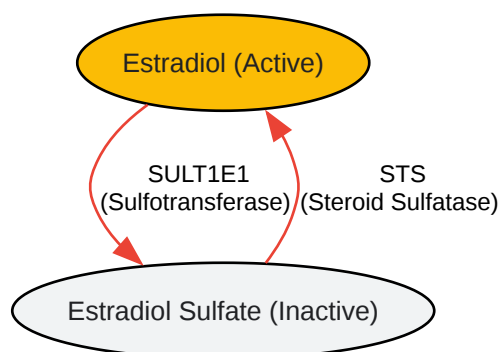 Estradiol (Active)
SULT1E1
(Sulfotransferase)
STS
(Steroid Sulfatase)
Estradiol Sulfate (Inactive)